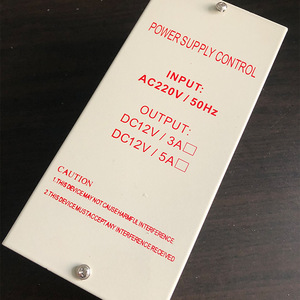 POWER SUPPLY CONTROL
INPUT:
AC220V / 50Hz
OUTPUT:
DC12V / 3A□
DC12V / 5A□
CAUTION
1.THIS DEVICE MAY NOT CAUSE HARMFUL INTERFERENCE
2.THIS DEVICE MUST ACCEPT ANY INTERFERENCE RECEIVED